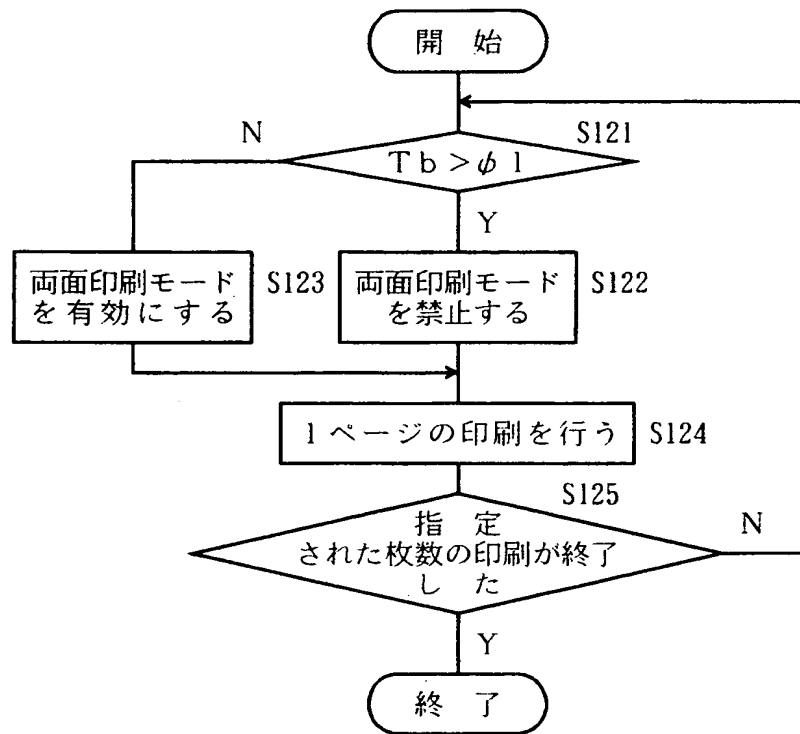 開始
N
S121
Tb>φ1
Y
両面印刷モード
を有効にする
S123
両面印刷モード
を禁止する
S122
1ページの印刷を行う
S124
S125
指定
された枚数の印刷が終了
した
N
Y
終了